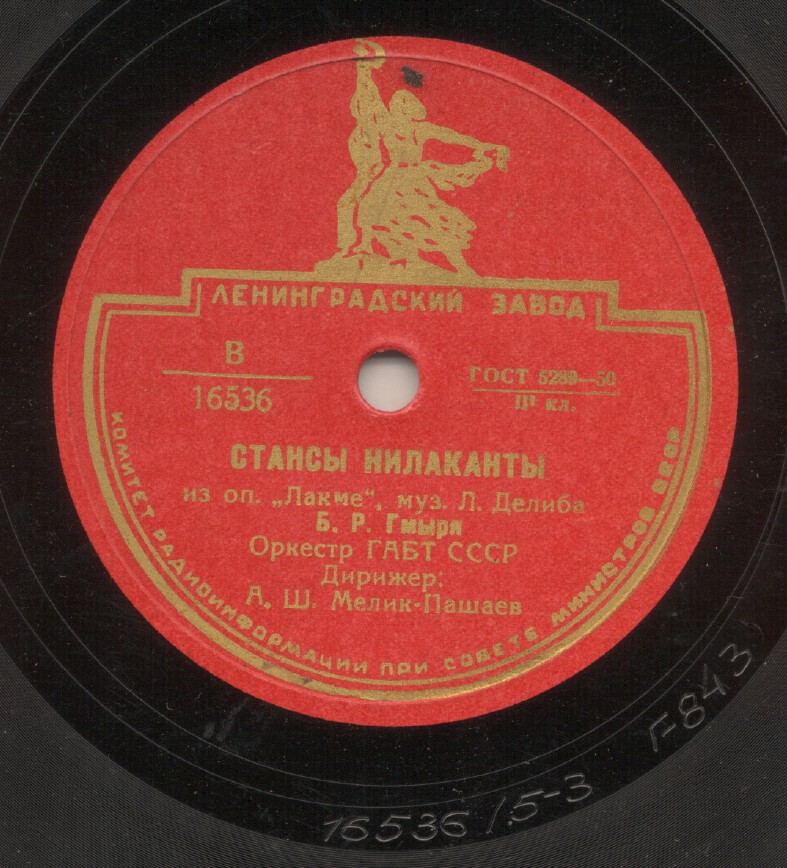 ЛЕНИНГРАДСКИЙ ЗАВОД
В
16536
ГОСТ 5289—50
IIй кл.
СТАНСЫ НИЛАКАНТЫ
из оп. „Лакме“, муз. Л. Делиба
Б. Р. Гмыря
Оркестр ГАБТ СССР
Дирижер:
А. Ш. Мелик-Пашаев
КОМИТЕТ РАДИОИНФОРМАЦИИ ПРИ СОВЕТЕ МИНИСТРОВ СССР
16536/5-3
F-843